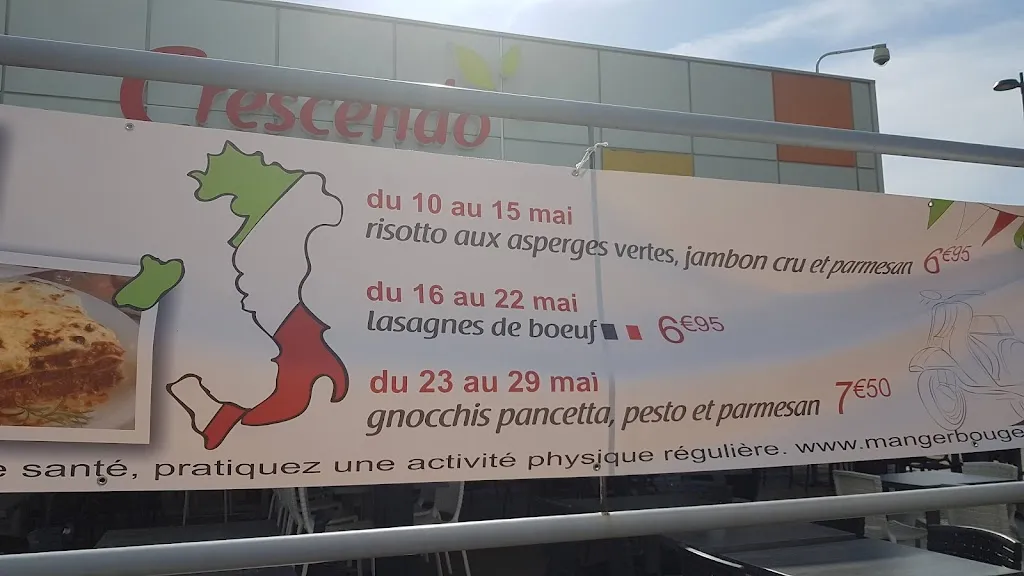 Crescendo
du 10 au 15 mai
risotto aux asperges vertes, jambon cru et parmesan 6€95
du 16 au 22 mai
lasagnes de boeuf 6€95
du 23 au 29 mai
gnocchis pancetta, pesto et parmesan 7€50
e santé, pratiquez une activité physique régulière. www.mangerbouge